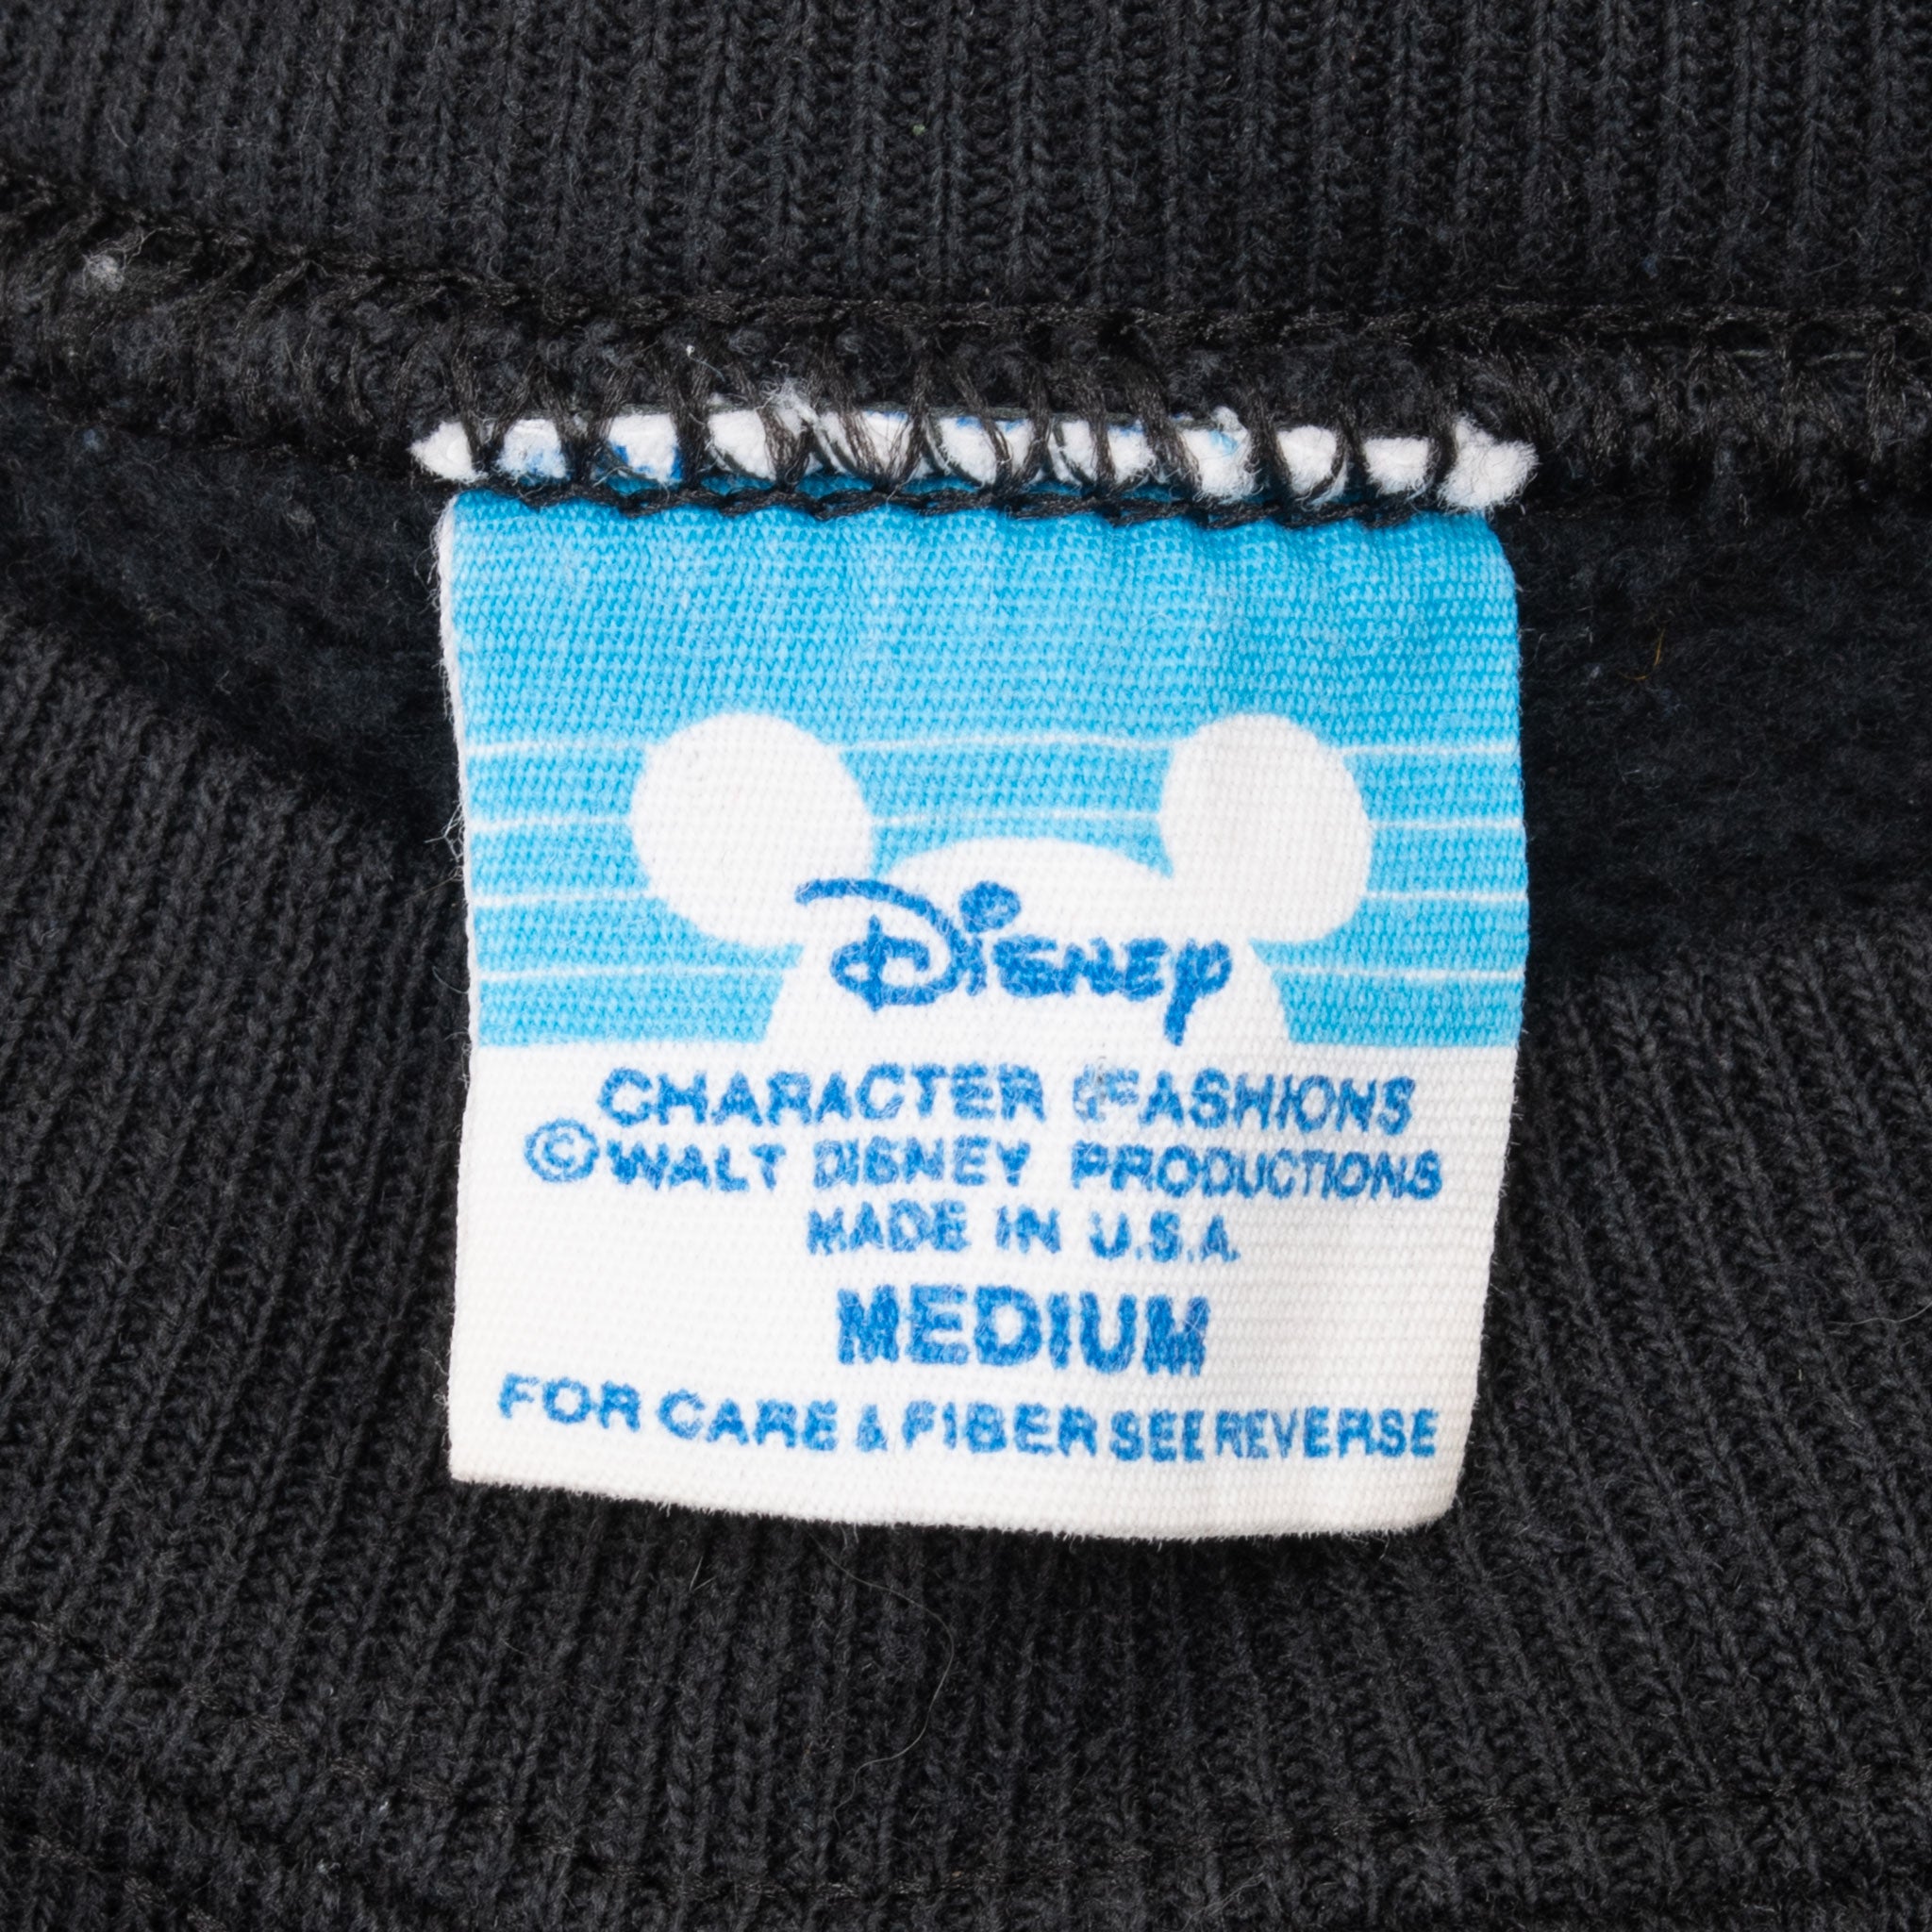 Disney
CHARACTER FASHIONS
©WALT DISNEY PRODUCTIONS
MADE IN U.S.A.
MEDIUM
FOR CARE & FIBER SEE REVERSE